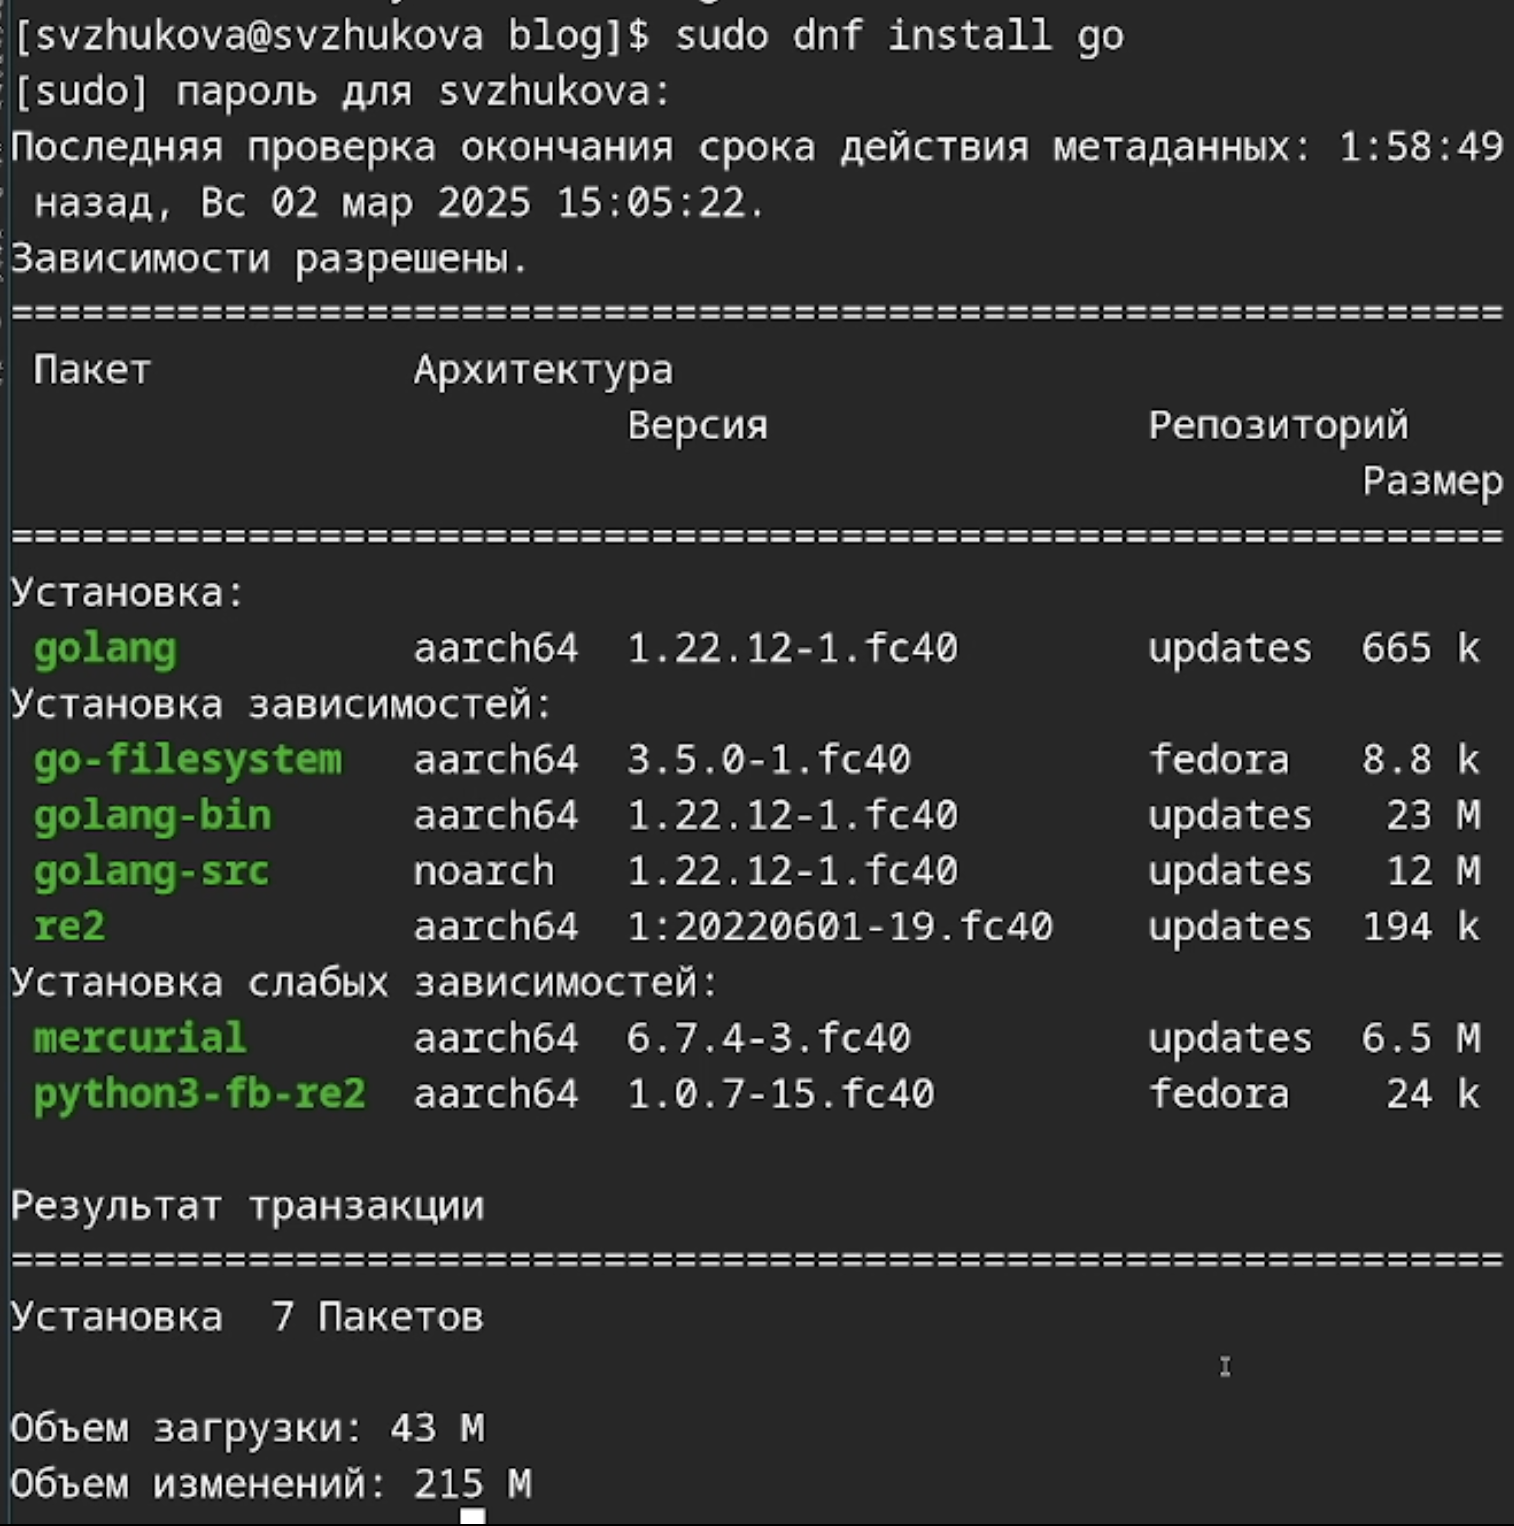 [svzhukova@svzhukova blog]$ sudo dnf install go
[sudo] пароль для svzhukova:
Последняя проверка окончания срока действия метаданных: 1:58:49
назад, Вс 02 мар 2025 15:05:22.
Зависимости разрешены.
===============================================================
Пакет Архитектура
Версия Репозиторий
Размер
===============================================================
Установка:
golang aarch64 1.22.12-1.fc40 updates 665 k
Установка зависимостей:
go-filesystem aarch64 3.5.0-1.fc40 fedora 8.8 k
golang-bin aarch64 1.22.12-1.fc40 updates 23 M
golang-src noarch 1.22.12-1.fc40 updates 12 M
re2 aarch64 1:20220601-19.fc40 updates 194 k
Установка слабых зависимостей:
mercurial aarch64 6.7.4-3.fc40 updates 6.5 M
python3-fb-re2 aarch64 1.0.7-15.fc40 fedora 24 k
Результат транзакции
===============================================================
Установка 7 Пакетов
Объем загрузки: 43 M
Объем изменений: 215 M